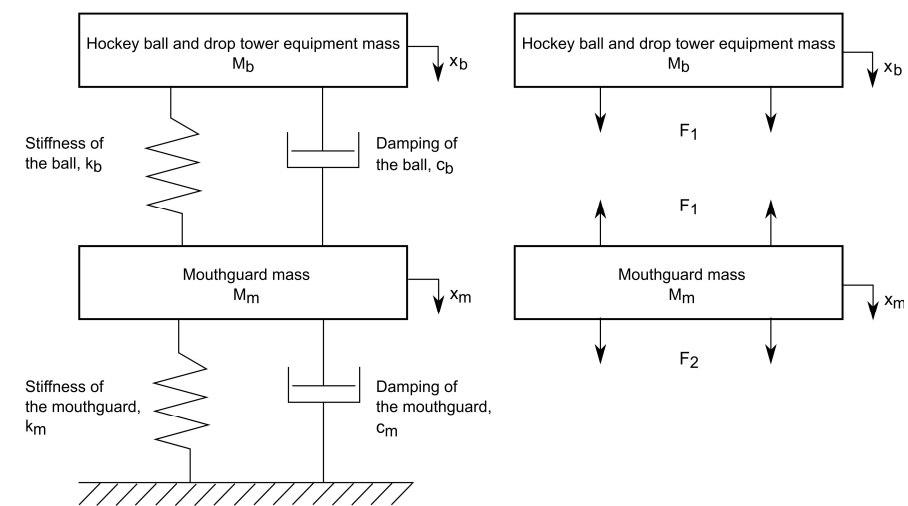 Hockey ball and drop tower equipment mass
Mb
xb
Stiffness of
the ball, kb
Damping of
the ball, cb
Mouthguard mass
Mm
xm
Stiffness of
the mouthguard,
km
Damping of
the mouthguard,
cm
Hockey ball and drop tower equipment mass
Mb
xb
F1
F1
Mouthguard mass
Mm
xm
F2